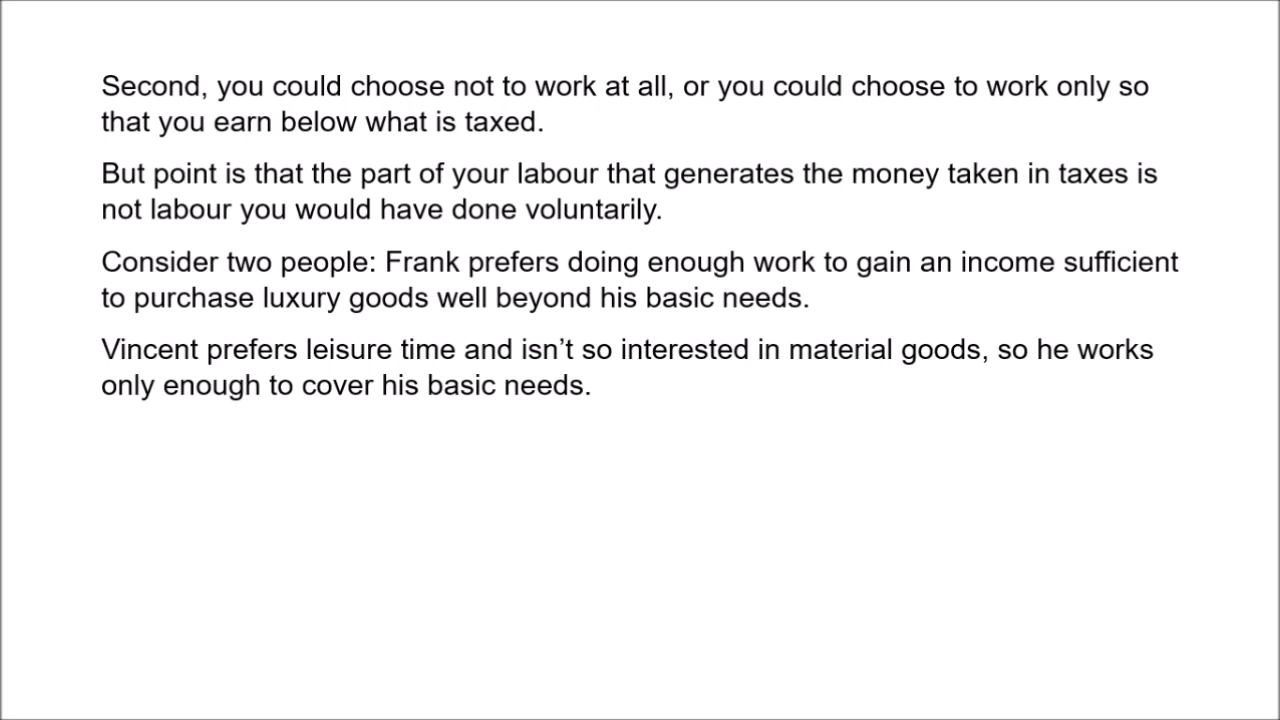 Second, you could choose not to work at all, or you could choose to work only so
that you earn below what is taxed.
But point is that the part of your labour that generates the money taken in taxes is
not labour you would have done voluntarily.
Consider two people: Frank prefers doing enough work to gain an income sufficient
to purchase luxury goods well beyond his basic needs.
Vincent prefers leisure time and isn’t so interested in material goods, so he works
only enough to cover his basic needs.